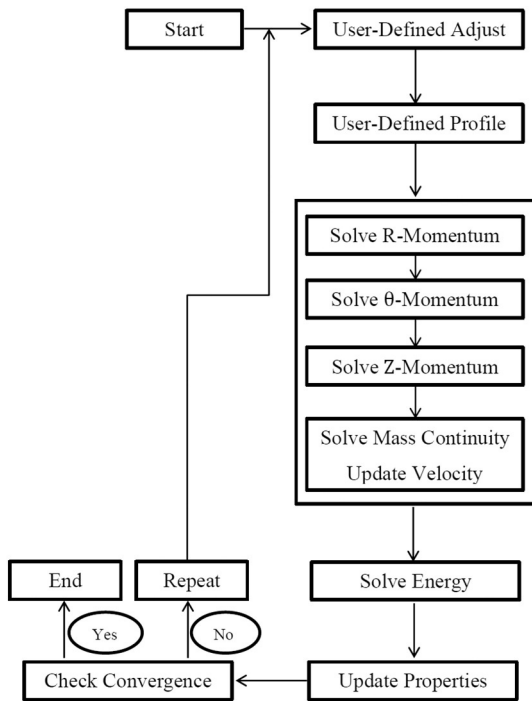 Start
User-Defined Adjust
User-Defined Profile
Solve R-Momentum
Solve θ-Momentum
Solve Z-Momentum
Solve Mass Continuity
Update Velocity
Solve Energy
Update Properties
Check Convergence
Yes
No
End
Repeat